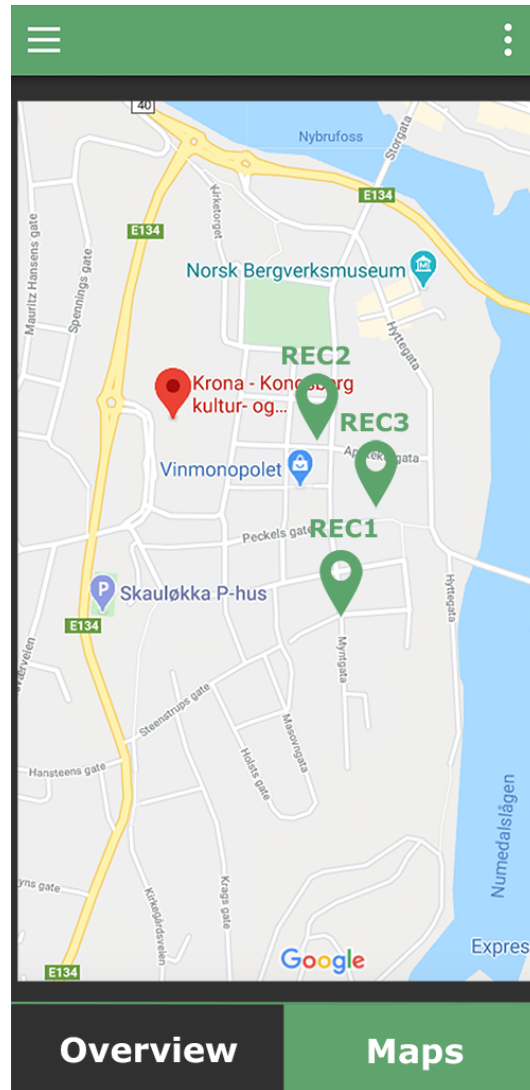 40
Nybrufoss
Storgata
E134
Kirketorget
Mauritz Hansens gate
Spennings gate
E134
Norsk Bergverksmuseum
Hyttegata
REC2
Krona - Kongsberg
kultur- og...
REC3
Vinmonopolet
REC1
Peckels gate
Skauløkka P-hus
P
E134
Hyttegata
Myntgata
Steenstrups gate
Masovngata
Holsts gate
Hansteens gate
Numedalslågen
Krags gate
Kirkegårdsveien
Google
Expres
E134
Overview
Maps